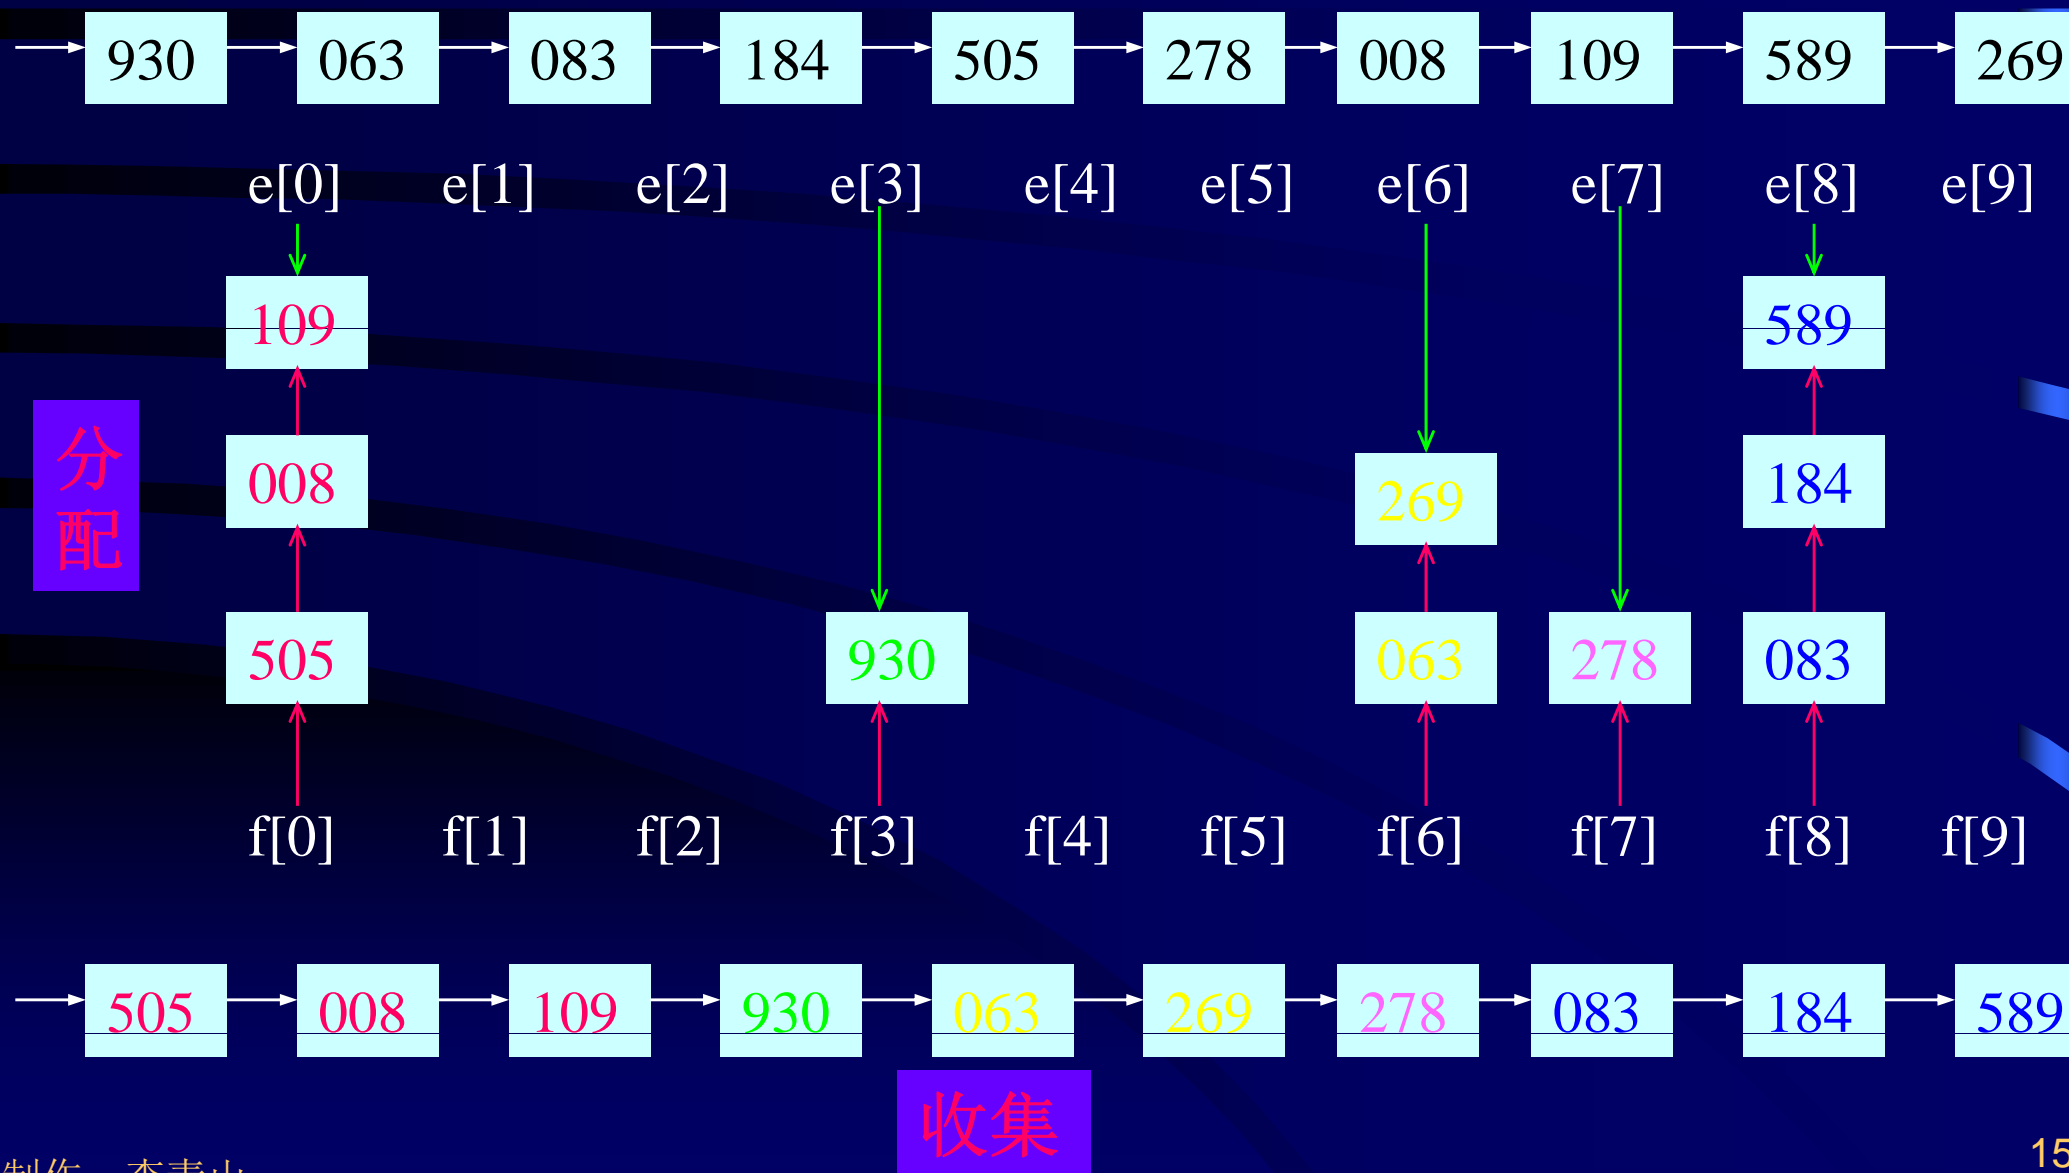 930 063 083 184 505 278 008 109 589 269
e[0] e[1] e[2] e[3] e[4] e[5] e[6] e[7] e[8] e[9]
109 589
008 269 184
505 930 063 278 083
分
配
f[0] f[1] f[2] f[3] f[4] f[5] f[6] f[7] f[8] f[9]
505 008 109 930 063 269 278 083 184 589
收集
15